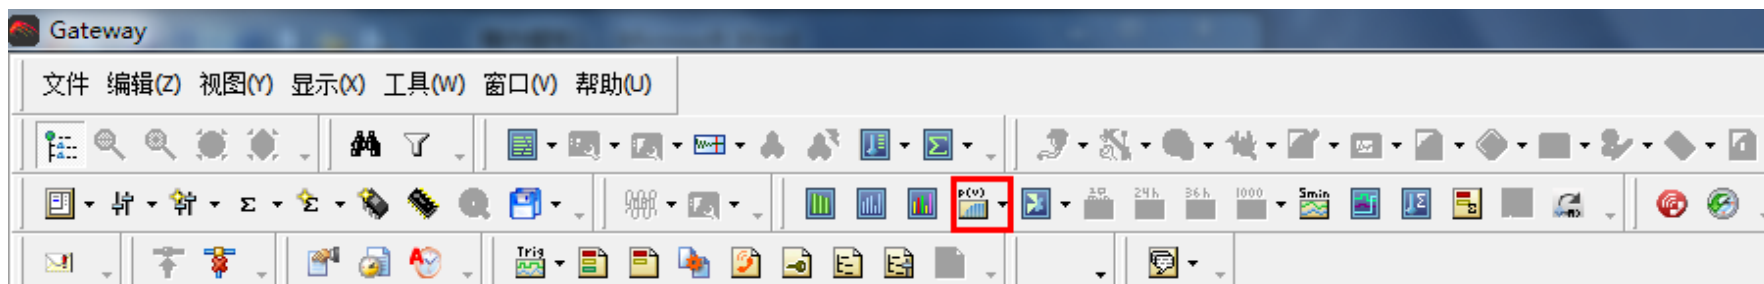 Gateway
文件 编辑(Z) 视图(Y) 显示(X) 工具(W) 窗口(V) 帮助(U)
P(V) 24h 36h 1000 5min
Trig